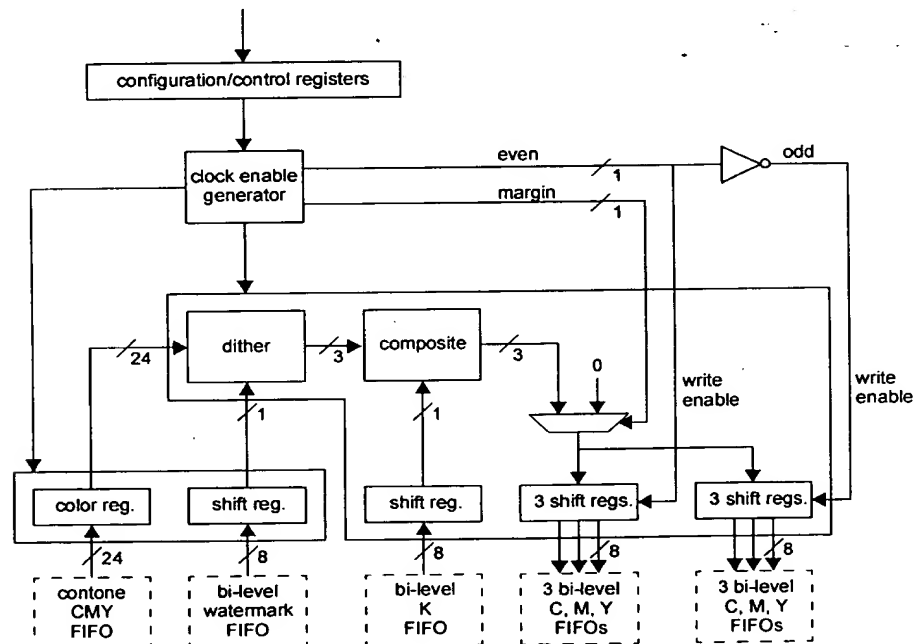 configuration/control registers
clock enable
generator
even
1
odd
margin
1
24
dither
3
composite
3
0
write
enable
write
enable
1
1
color reg.
shift reg.
shift reg.
3 shift regs.
3 shift regs.
24
8
8
8
8
contone
CMY
FIFO
bi-level
watermark
FIFO
bi-level
K
FIFO
3 bi-level
C, M, Y
FIFOs
3 bi-level
C, M, Y
FIFOs